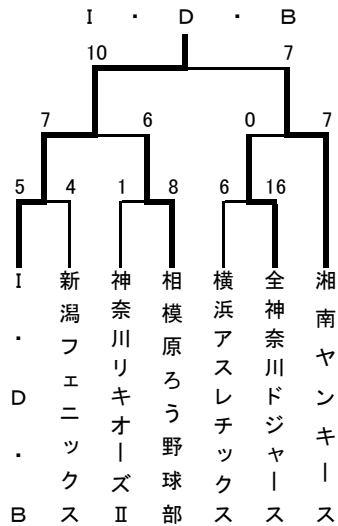 I・D・B
10 7
7 6 0 7
5 4 1 8 6 16
I・D・B
新潟フェニックス
神奈川リキオーズⅡ
相模原ろう野球部
横浜アスレチックス
全神奈川ドジャース
湘南ヤンキース